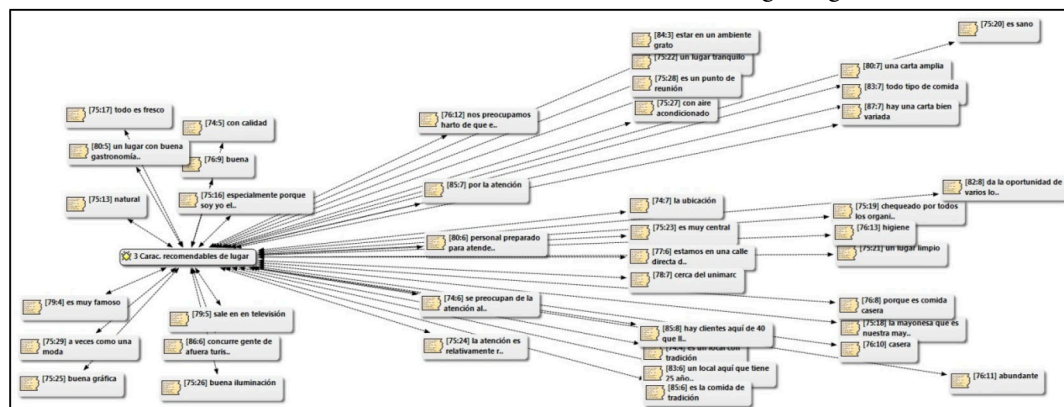 [84:3] estar en un ambiente
grato
[75:22] un lugar tranquilo
[75:28] es un punto de
reunión
[75:27] con aire
acondicionado
[75:20] es sano
[80:7] una carta amplia
[83:7] todo tipo de comida
[87:7] hay una carta bien
variada
[75:17] todo es fresco
[74:5] con calidad
[80:5] un lugar con buena
gastronomía..
[76:9] buena
[75:13] natural
[75:16] especialmente porque
soy yo el..
[76:12] nos preocupamos
harto de que e..
[85:7] por la atención
[80:6] personal preparado
para atende..
3 Carac. recomendables de lugar
[74:7] la ubicación
[75:23] es muy central
[77:6] estamos en una calle
directa d..
[78:7] cerca del unimarc
[82:8] da la oportunidad de
varios lo..
[75:19] chequeado por todos
los organi..
[76:13] higiene
[75:21] un lugar limpio
[79:4] es muy famoso
[79:5] sale en en televisión
[75:29] a veces como una
moda
[86:6] concurre gente de
afuera turis..
[75:25] buena gráfica
[75:26] buena iluminación
[74:6] se preocupan de la
atención al..
[75:24] la atención es
relativamente r..
[85:8] hay clientes aquí de 40
que ll..
[74:4] es un local con
tradición
[83:6] un local aquí que tiene
25 año..
[85:6] es la comida de
tradición
[76:8] porque es comida
casera
[75:18] la mayonesa que es
nuestra may..
[76:10] casera
[76:11] abundante